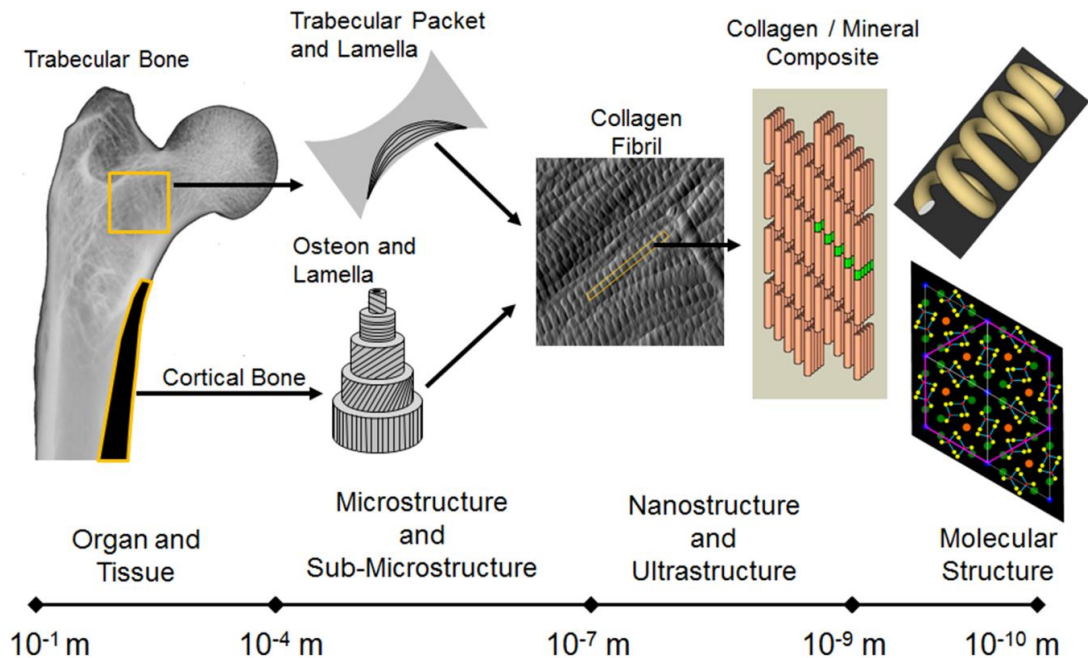 Trabecular Bone
Trabecular Packet
and Lamella
Collagen / Mineral
Composite
Collagen
Fibril
Osteon and
Lamella
Cortical Bone
Organ and
Tissue
Microstructure
and
Sub-Microstructure
Nanostructure
and
Ultrastructure
Molecular
Structure
10-1 m
10-4 m
10-7 m
10-9 m
10-10 m